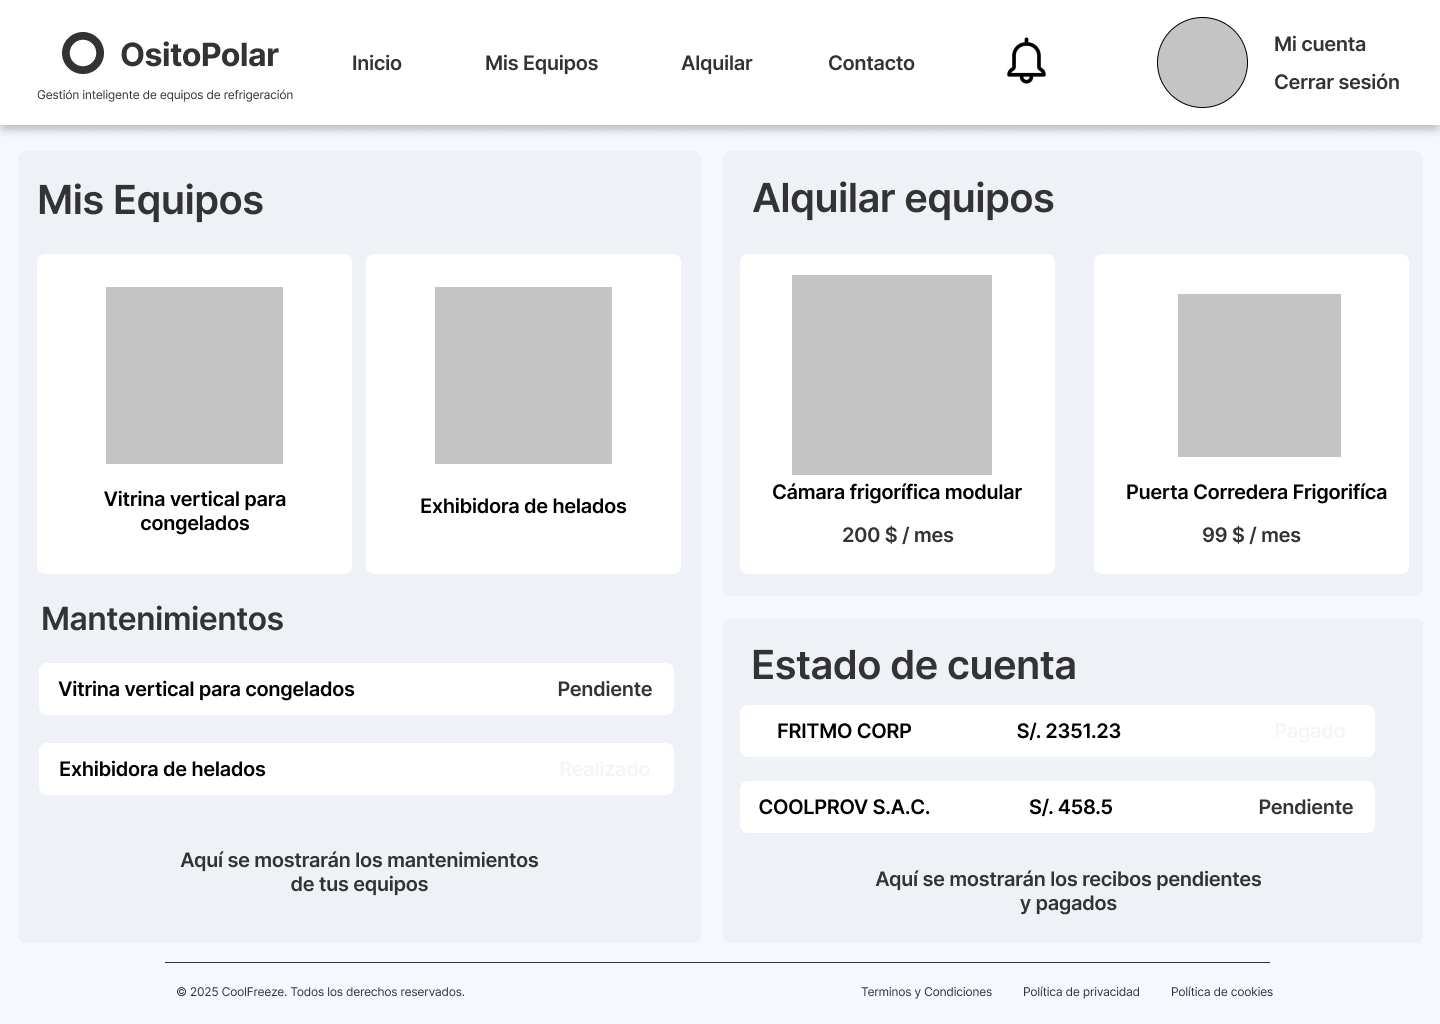 OsitoPolar
Gestión inteligente de equipos de refrigeración
Inicio
Mis Equipos
Alquilar
Contacto
Mi cuenta
Cerrar sesión
Mis Equipos
Vitrina vertical para
congelados
Exhibidora de helados
Mantenimientos
Vitrina vertical para congelados Pendiente
Exhibidora de helados Realizado
Aquí se mostrarán los mantenimientos
de tus equipos
Alquilar equipos
Cámara frigorífica modular
200 $ / mes
Puerta Corredera Frigorifíca
99 $ / mes
Estado de cuenta
FRITMO CORP S/. 2351.23 Pagado
COOLPROV S.A.C. S/. 458.5 Pendiente
Aquí se mostrarán los recibos pendientes
y pagados
© 2025 CoolFreeze. Todos los derechos reservados.
Terminos y Condiciones
Política de privacidad
Política de cookies